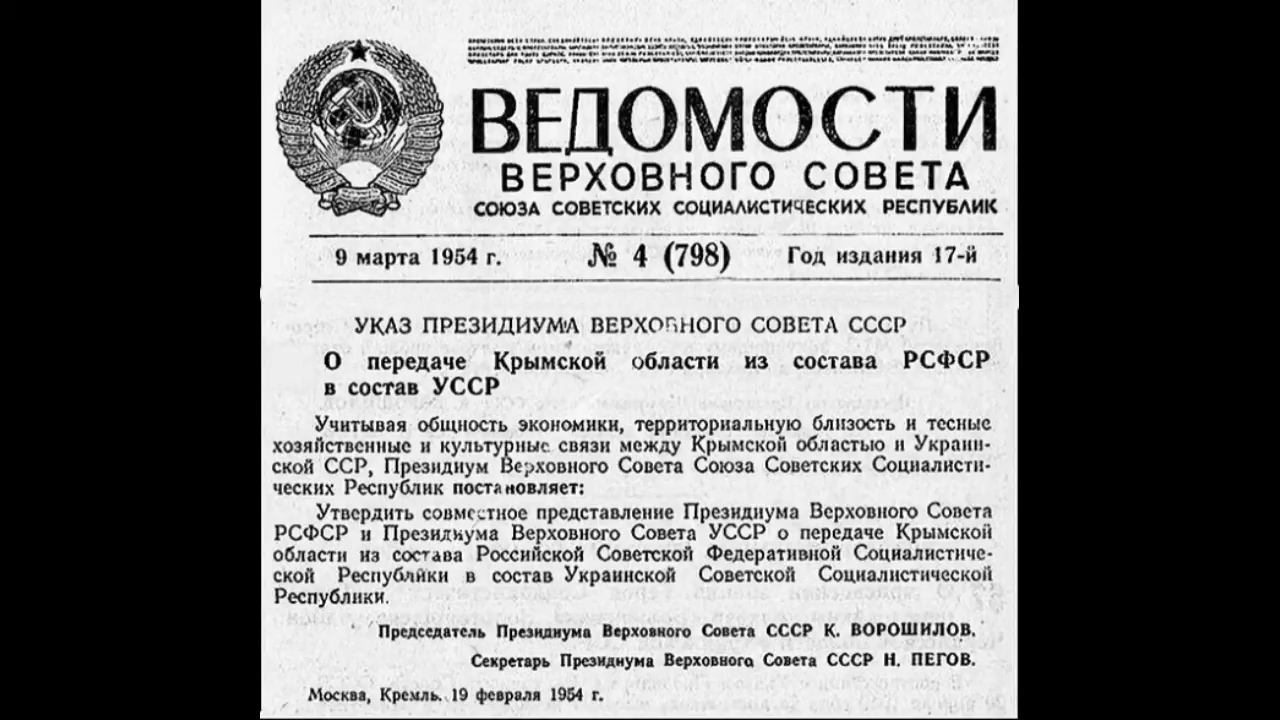 ВЕДОМОСТИ
ВЕРХОВНОГО СОВЕТА
СОЮЗА СОВЕТСКИХ СОЦИАЛИСТИЧЕСКИХ РЕСПУБЛИК
9 марта 1954 г. № 4 (798) Год издания 17-й
УКАЗ ПРЕЗИДИУМА ВЕРХОВНОГО СОВЕТА СССР
О передаче Крымской области из состава РСФСР
в состав УССР
Учитывая общность экономики, территориальную близость и тесные
хозяйственные и культурные связи между Крымской областью и Украин-
ской ССР, Президиум Верховного Совета Союза Советских Социалисти-
ческих Республик постановляет:
Утвердить совместное представление Президиума Верховного Совета
РСФСР и Президиума Верховного Совета УССР о передаче Крымской
области из состава Российской Советской Федеративной Социалистиче-
ской Республики в состав Украинской Советской Социалистической
Республики.
Председатель Президиума Верховного Совета СССР К. ВОРОШИЛОВ.
Секретарь Президиума Верховного Совета СССР Н. ПЕГОВ.
Москва, Кремль. 19 февраля 1954 г.